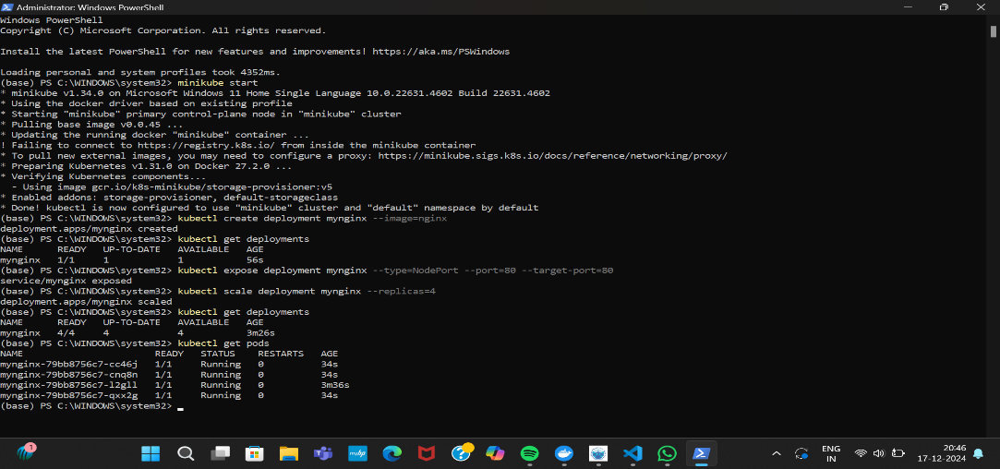 Administrator: Windows PowerShell
Windows PowerShell
Copyright (C) Microsoft Corporation. All rights reserved.
Install the latest PowerShell for new features and improvements! https://aka.ms/PSWindows
Loading personal and system profiles took 4352ms.
(base) PS C:\WINDOWS\system32> minikube start
* minikube v1.34.0 on Microsoft Windows 11 Home Single Language 10.0.22631.4602 Build 22631.4602
* Using the docker driver based on existing profile
* Starting "minikube" primary control-plane node in "minikube" cluster
* Pulling base image v0.0.45 ...
* Updating the running docker "minikube" container ...
! Failing to connect to https://registry.k8s.io/ from inside the minikube container
* To pull new external images, you may need to configure a proxy: https://minikube.sigs.k8s.io/docs/reference/networking/proxy/
* Preparing Kubernetes v1.31.0 on Docker 27.2.0 ...
* Verifying Kubernetes components...
  - Using image gcr.io/k8s-minikube/storage-provisioner:v5
* Enabled addons: storage-provisioner, default-storageclass
* Done! kubectl is now configured to use "minikube" cluster and "default" namespace by default
(base) PS C:\WINDOWS\system32> kubectl create deployment mynginx --image=nginx
deployment.apps/mynginx created
(base) PS C:\WINDOWS\system32> kubectl get deployments
NAME      READY   UP-TO-DATE   AVAILABLE   AGE
mynginx   1/1     1            1           56s
(base) PS C:\WINDOWS\system32> kubectl expose deployment mynginx --type=NodePort --port=80 --target-port=80
service/mynginx exposed
(base) PS C:\WINDOWS\system32> kubectl scale deployment mynginx --replicas=4
deployment.apps/mynginx scaled
(base) PS C:\WINDOWS\system32> kubectl get deployments
NAME      READY   UP-TO-DATE   AVAILABLE   AGE
mynginx   4/4     4            4           3m26s
(base) PS C:\WINDOWS\system32> kubectl get pods
NAME                       READY   STATUS    RESTARTS   AGE
mynginx-79bb8756c7-cc46j   1/1     Running   0          34s
mynginx-79bb8756c7-cnq8n   1/1     Running   0          34s
mynginx-79bb8756c7-l2gll   1/1     Running   0          3m36s
mynginx-79bb8756c7-qxx2g   1/1     Running   0          34s
(base) PS C:\WINDOWS\system32>
1
myhp
ENG
IN
20:46
17-12-2024